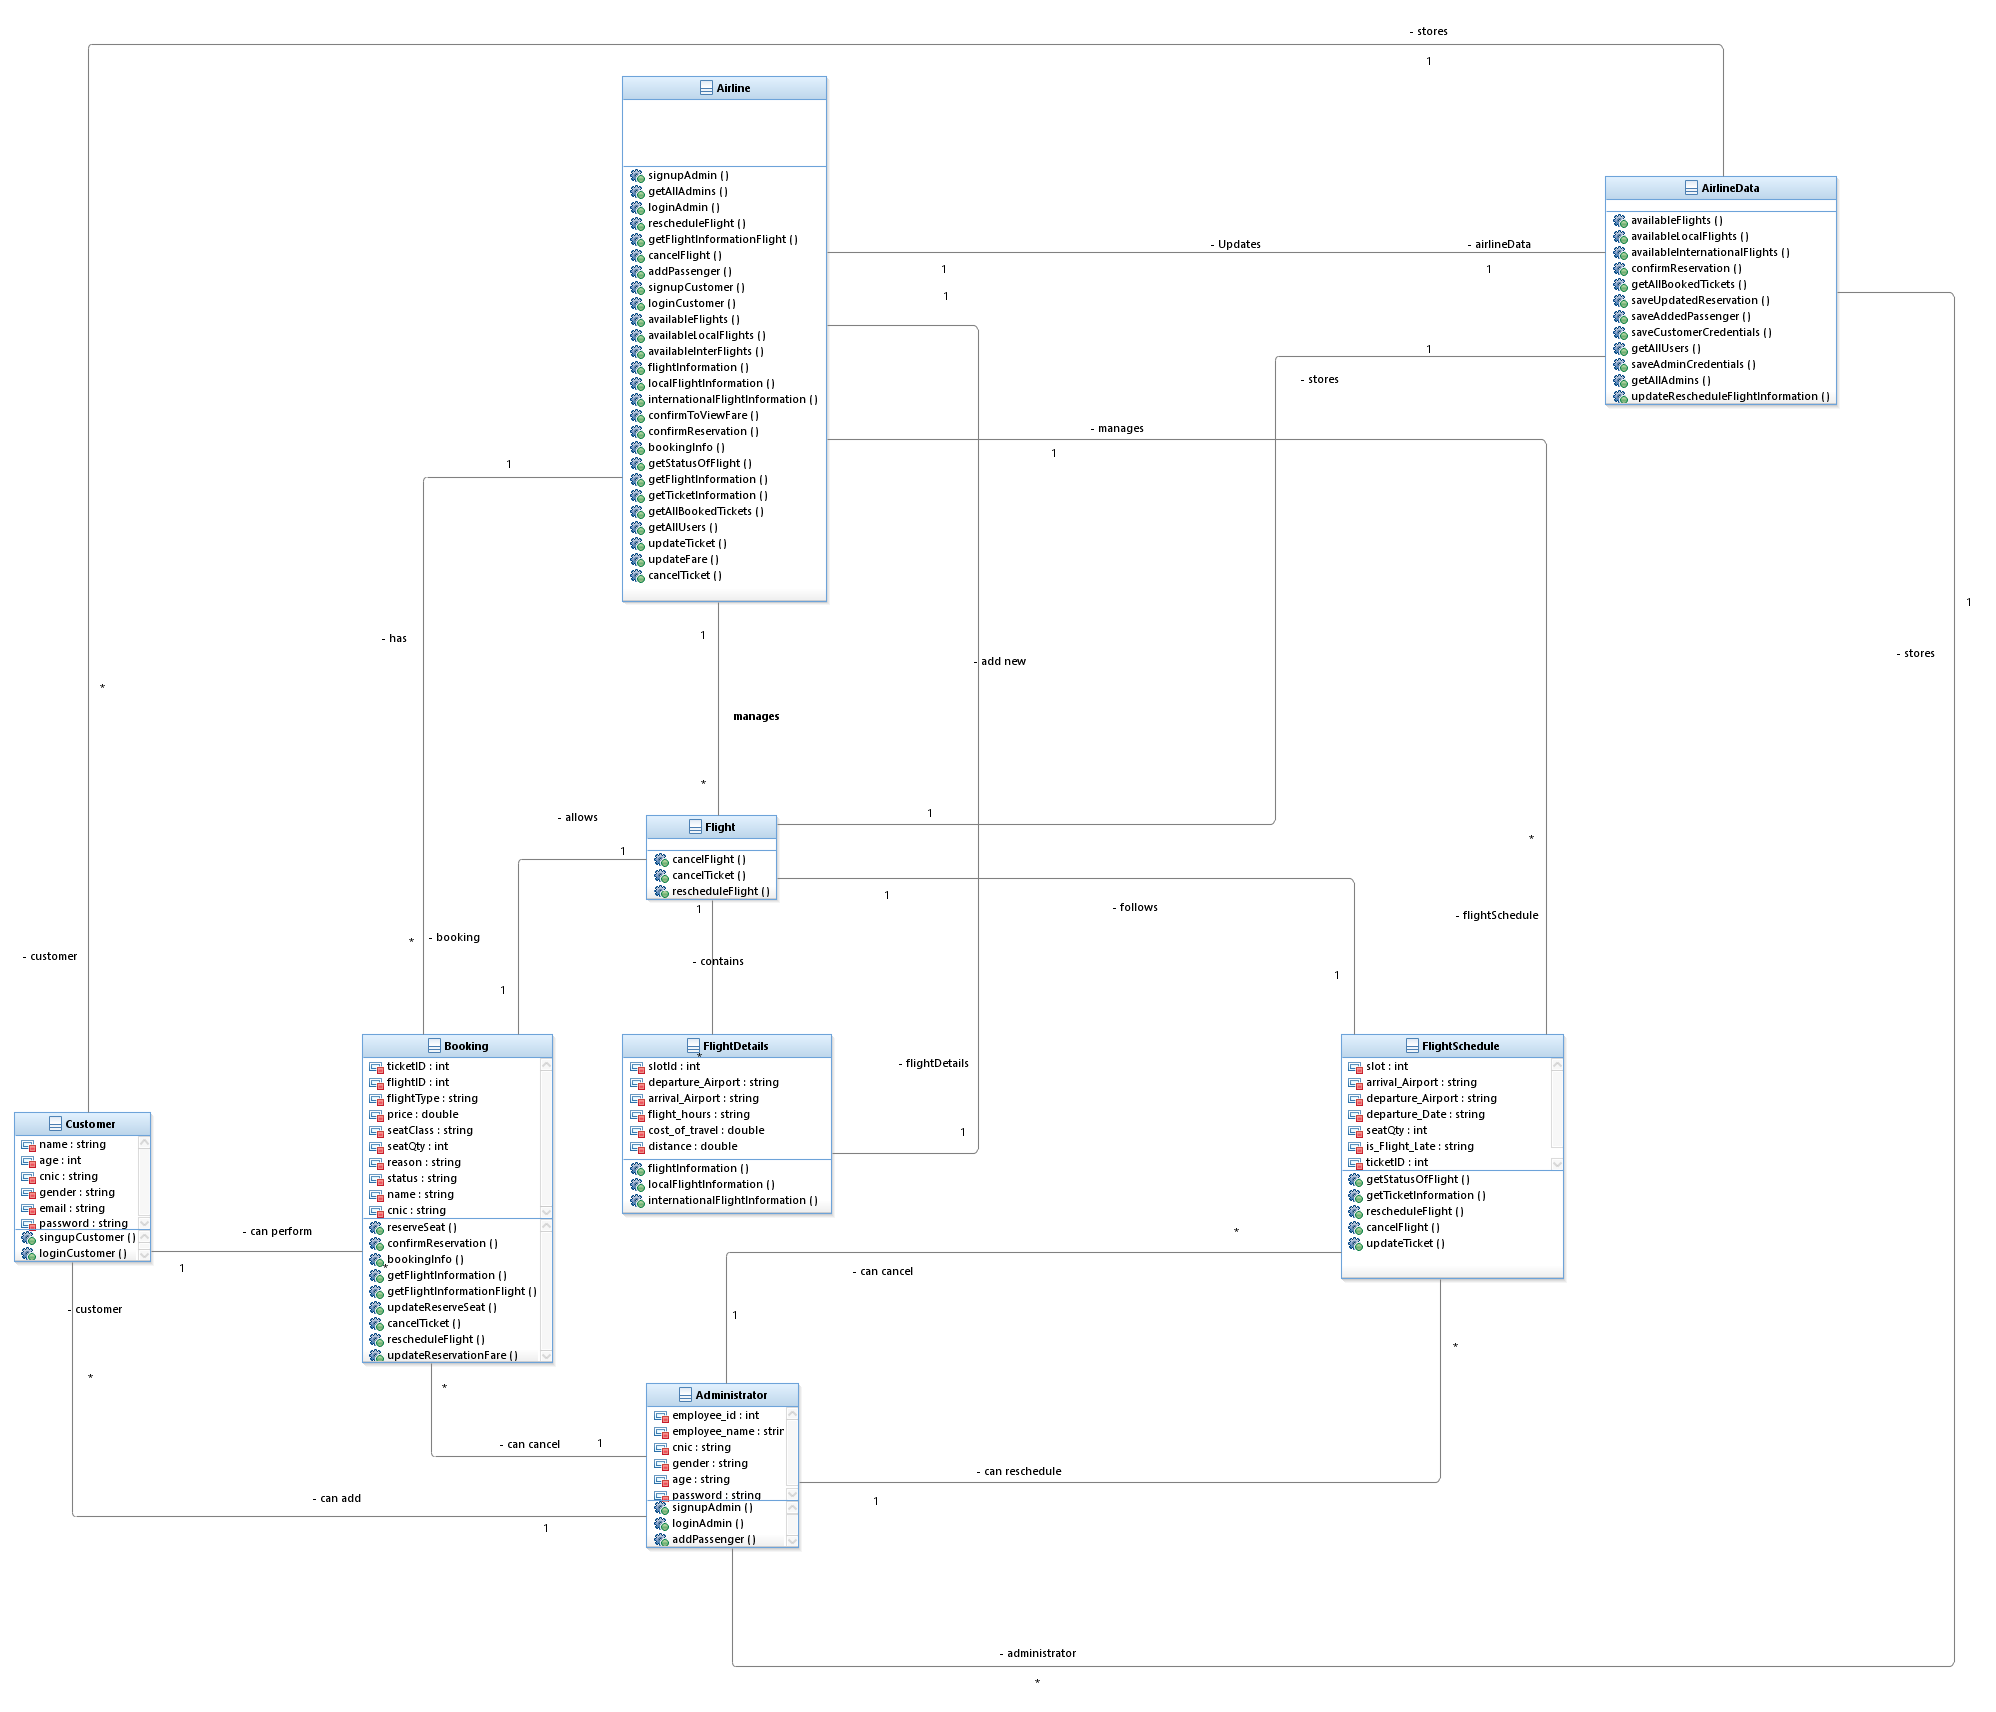 - stores
1
Airline
signupAdmin ()
getAllAdmins ()
loginAdmin ()
rescheduleFlight ()
getFlightInformationFlight ()
cancelFlight ()
addPassenger ()
signupCustomer ()
loginCustomer ()
availableFlights ()
availableLocalFlights ()
availableInterFlights ()
flightInformation ()
localFlightInformation ()
internationalFlightInformation ()
confirmToViewFare ()
confirmReservation ()
bookingInfo ()
getStatusOfFlight ()
getFlightInformation ()
getTicketInformation ()
getAllBookedTickets ()
getAllUsers ()
updateTicket ()
updateFare ()
cancelTicket ()
AirlineData
availableFlights ()
availableLocalFlights ()
availableInternationalFlights ()
confirmReservation ()
getAllBookedTickets ()
saveUpdatedReservation ()
saveAddedPassenger ()
saveCustomerCredentials ()
getAllUsers ()
saveAdminCredentials ()
getAllAdmins ()
updateRescheduleFlightInformation ()
- Updates
- airlineData
1
1
1
1
- stores
- manages
1
1
- has
1
- add new
1
- stores
*
manages
*
- allows
1
1
Flight
cancelFlight ()
cancelTicket ()
rescheduleFlight ()
*
1
1
- follows
- flightSchedule
- customer
*
- booking
- contains
1
1
Booking
ticketID : int
flightID : int
flightType : string
price : double
seatClass : string
seatQty : int
reason : string
status : string
name : string
cnic : string
reserveSeat ()
confirmReservation ()
bookingInfo ()
*
getFlightInformation ()
getFlightInformationFlight ()
updateReserveSeat ()
cancelTicket ()
rescheduleFlight ()
updateReservationFare ()
FlightDetails
*
slotId : int
departure_Airport : string
arrival_Airport : string
flight_hours : string
cost_of_travel : double
distance : double
flightInformation ()
localFlightInformation ()
internationalFlightInformation ()
- flightDetails
1
FlightSchedule
slot : int
arrival_Airport : string
departure_Airport : string
departure_Date : string
seatQty : int
is_Flight_Late : string
ticketID : int
getStatusOfFlight ()
getTicketInformation ()
rescheduleFlight ()
cancelFlight ()
updateTicket ()
Customer
name : string
age : int
cnic : string
gender : string
email : string
password : string
singupCustomer ()
loginCustomer ()
- can perform
1
*
- can cancel
- customer
1
*
*
*
Administrator
employee_id : int
employee_name : strin
cnic : string
gender : string
age : string
password : string
signupAdmin ()
loginAdmin ()
addPassenger ()
- can cancel
1
- can reschedule
- can add
1
1
- administrator
*